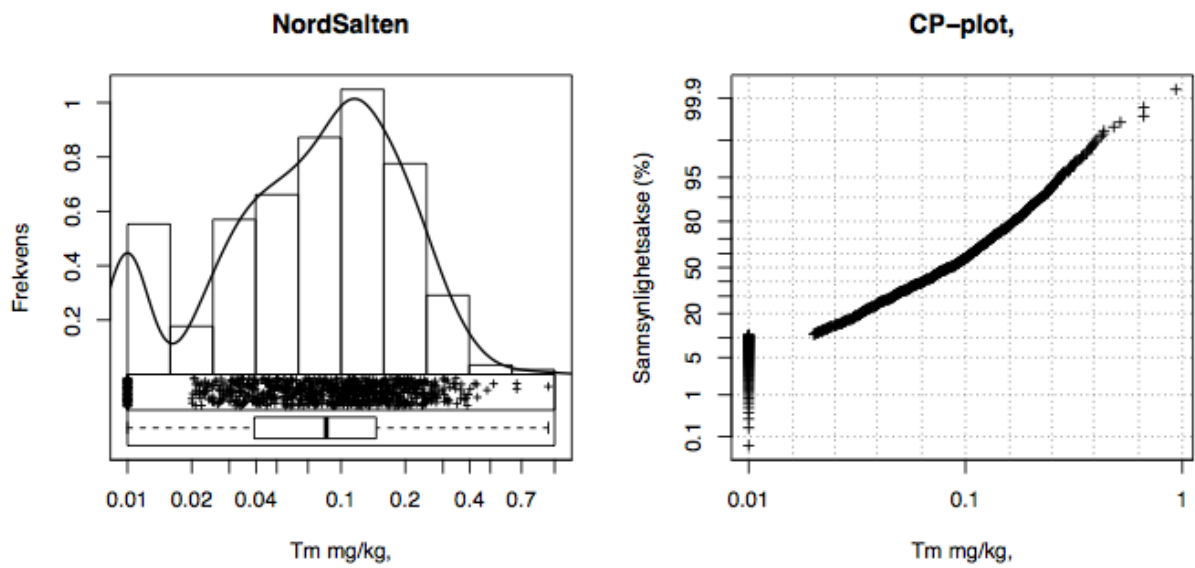 NordSalten
Frekvens
1
0.8
0.6
0.4
0.2
0.01 0.02 0.04 0.1 0.2 0.4 0.7
Tm mg/kg,
CP−plot,
Sannsynlighetsakse (%)
99.9
95
80
50
20
5
1
0.1
0.01 0.1 1
Tm mg/kg,